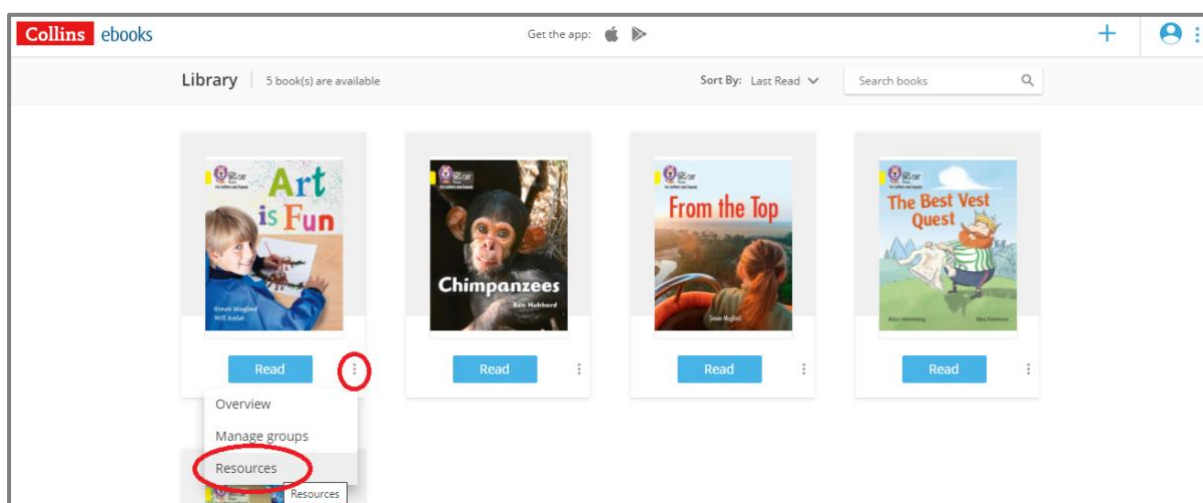 Collins ebooks
Get the app:
Library
5 book(s) are available
Sort By: Last Read
Search books
Art
is Fun
Chimpanzees
Ben Hubbard
From the Top
The Best Vest
Quest
Read
Read
Read
Read
Overview
Manage groups
Resources
Resources